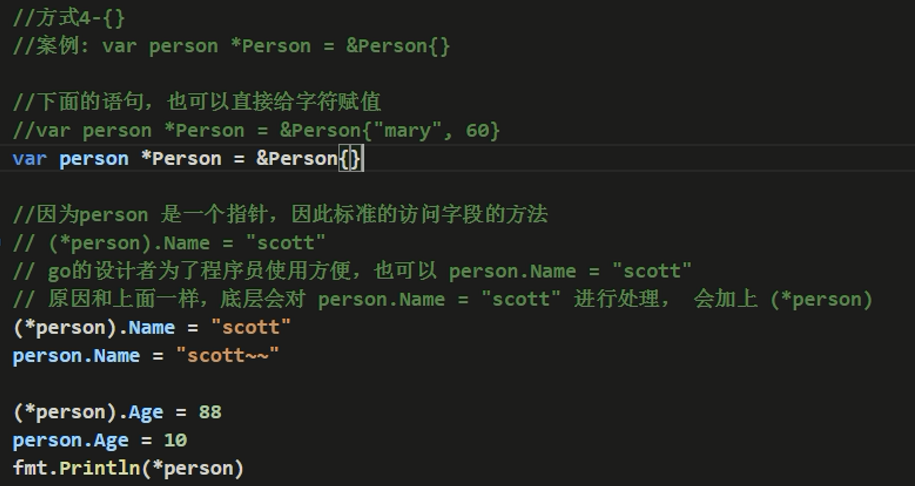 //方式4-{}
//案例: var person *Person = &Person{}
//下面的语句，也可以直接给字符赋值
//var person *Person = &Person{"mary", 60}
var person *Person = &Person{}
//因为person 是一个指针，因此标准的访问字段的方法
// (*person).Name = "scott"
// go的设计者为了程序员使用方便，也可以 person.Name = "scott"
// 原因和上面一样，底层会对 person.Name = "scott" 进行处理， 会加上 (*person)
(*person).Name = "scott"
person.Name = "scott~~"
(*person).Age = 88
person.Age = 10
fmt.Println(*person)